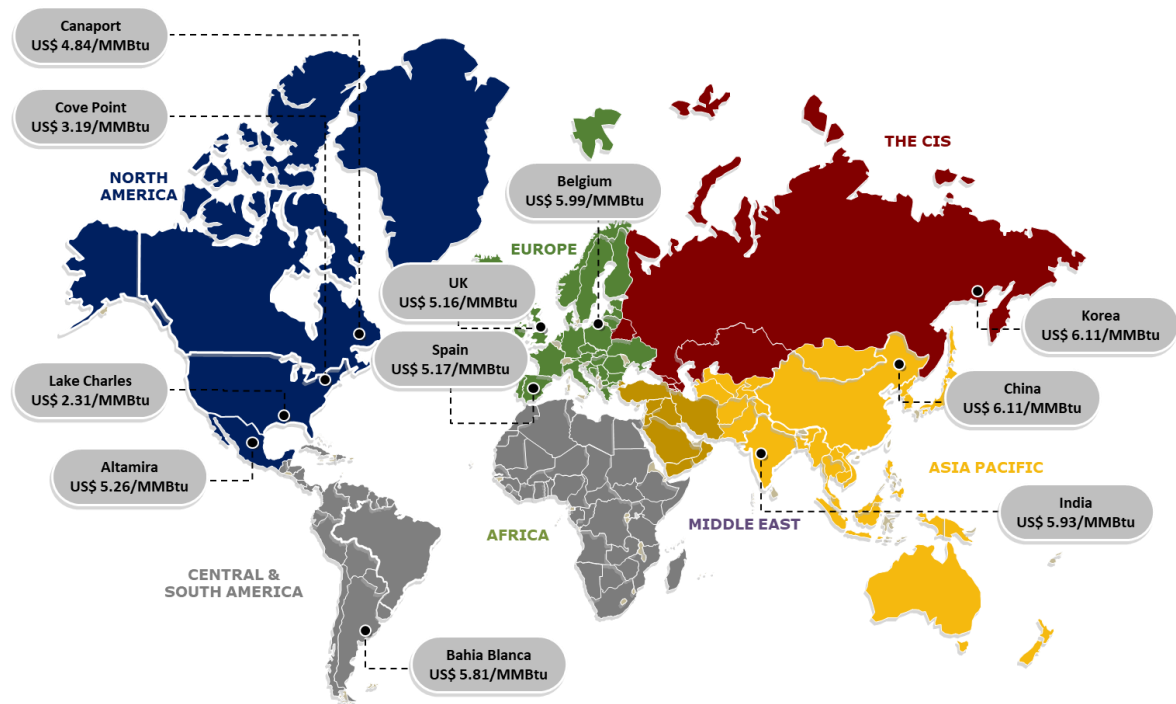 Canaport
US$ 4.84/MMBtu
Cove Point
US$ 3.19/MMBtu
THE CIS
NORTH
AMERICA
Belgium
US$ 5.99/MMBtu
EUROPE
UK
US$ 5.16/MMBtu
Korea
US$ 6.11/MMBtu
Spain
US$ 5.17/MMBtu
Lake Charles
US$ 2.31/MMBtu
China
US$ 6.11/MMBtu
Altamira
US$ 5.26/MMBtu
ASIA PACIFIC
India
US$ 5.93/MMBtu
MIDDLE EAST
AFRICA
CENTRAL &
SOUTH AMERICA
Bahia Blanca
US$ 5.81/MMBtu